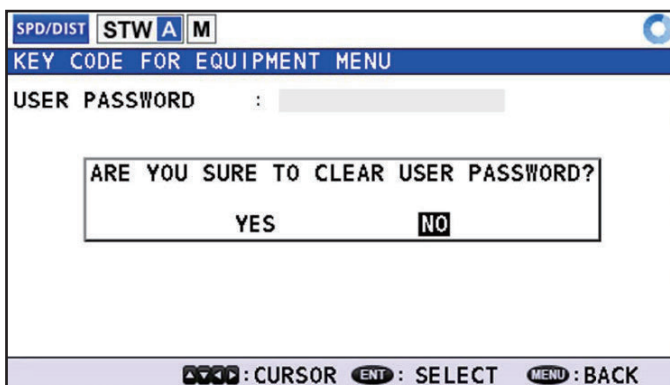 SPD/DIST STW A M
KEY CODE FOR EQUIPMENT MENU
USER PASSWORD :
ARE YOU SURE TO CLEAR USER PASSWORD?
YES NO
▲▼◀▶:CURSOR ENT: SELECT MENU:BACK